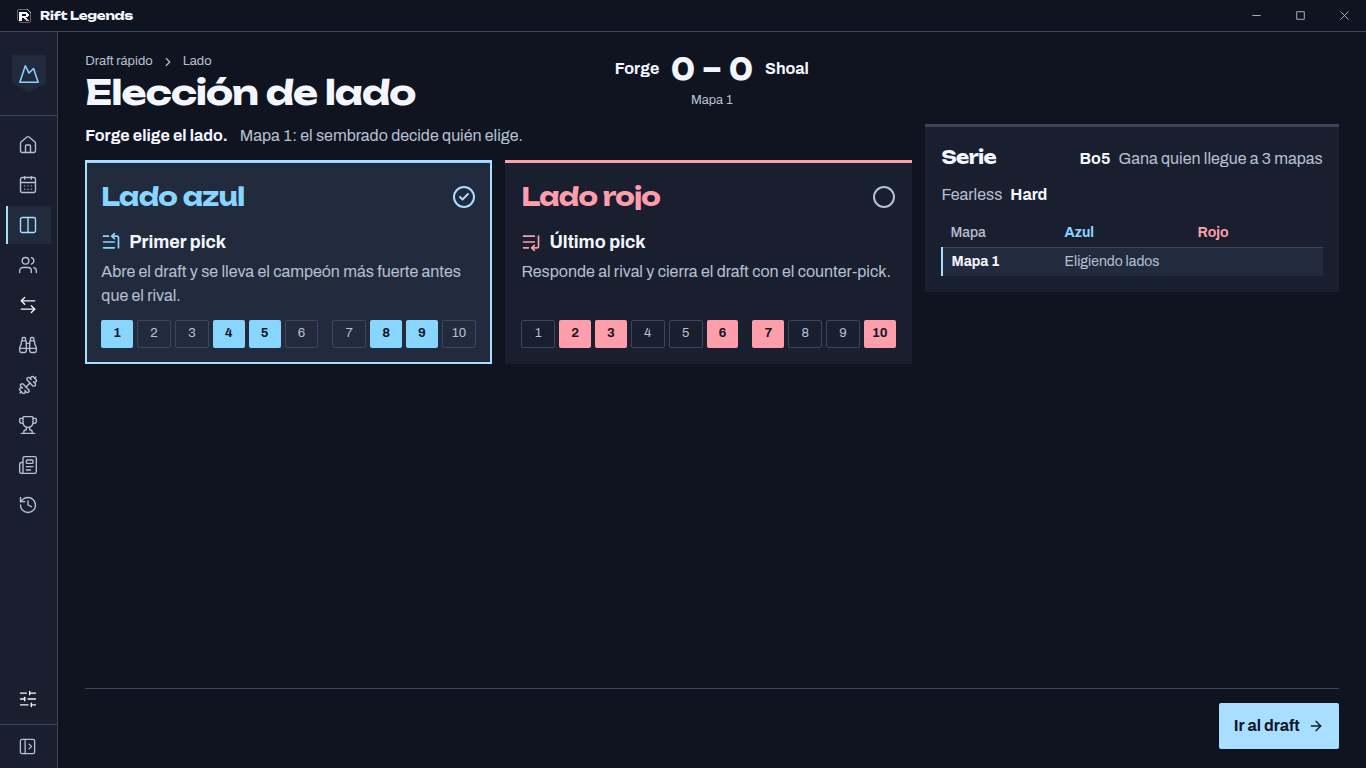 Rift Legends
Draft rápido > Lado
Elección de lado
Forge 0 – 0 Shoal
Mapa 1
Forge elige el lado. Mapa 1: el sembrado decide quién elige.
Lado azul
Primer pick
Abre el draft y se lleva el campeón más fuerte antes
que el rival.
1 2 3 4 5 6 7 8 9 10
Lado rojo
Último pick
Responde al rival y cierra el draft con el counter-pick.
1 2 3 4 5 6 7 8 9 10
Serie Bo5 Gana quien llegue a 3 mapas
Fearless Hard
Mapa Azul Rojo
Mapa 1 Eligiendo lados
Ir al draft